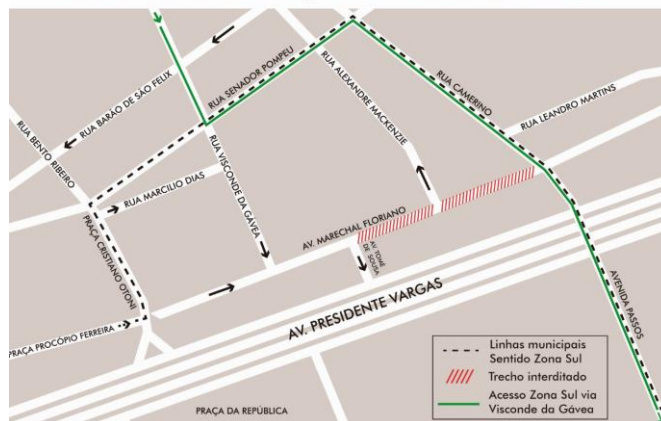 RUA BARÃO DE SÃO FELIX
RUA SENADOR POMPEU
RUA ALEXANDRE MACKENZIE
RUA CAMERINO
RUA LEANDRO MARTINS
RUA BENTO RIBEIRO
RUA MARCILIO DIAS
RUA VISCONDE DA GÁVEA
PRAÇA CRISTIANO OTONI
AV. MARECHAL FLORIANO
AV. TOMÉ
DE SOUSA
AV. PRESIDENTE VARGAS
AVENIDA PASSOS
PRAÇA PROCÓPIO FERREIRA
PRAÇA DA REPÚBLICA
Linhas municipais
Sentido Zona Sul
Trecho interditado
Acesso Zona Sul via
Visconde da Gávea